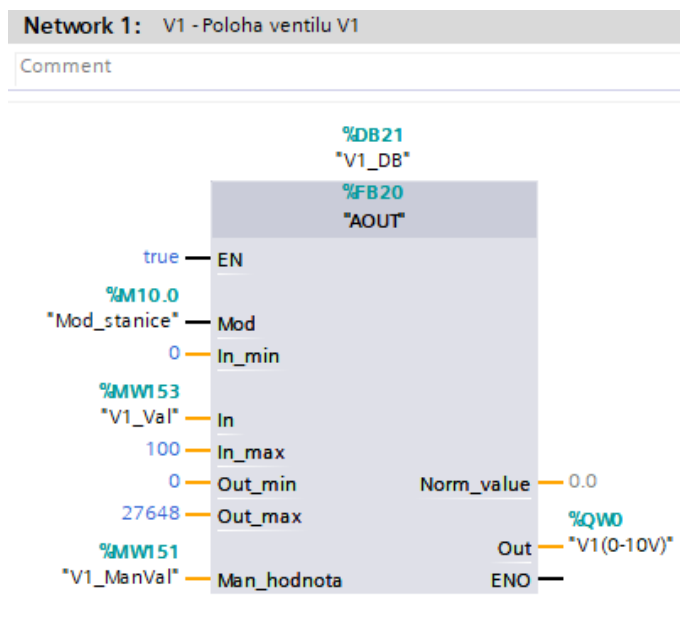 Network 1: V1 - Poloha ventilu V1
Comment
%DB21
"V1_DB"
%FB20
"AOUT"
true EN
%M10.0
"Mod_stanice" Mod
0 In_min
%MW153
"V1_Val" In
100 In_max
0 Out_min Norm_value 0.0
27648 Out_max %QW0
%MW151 Out "V1(0-10V)"
"V1_ManVal" Man_hodnota ENO